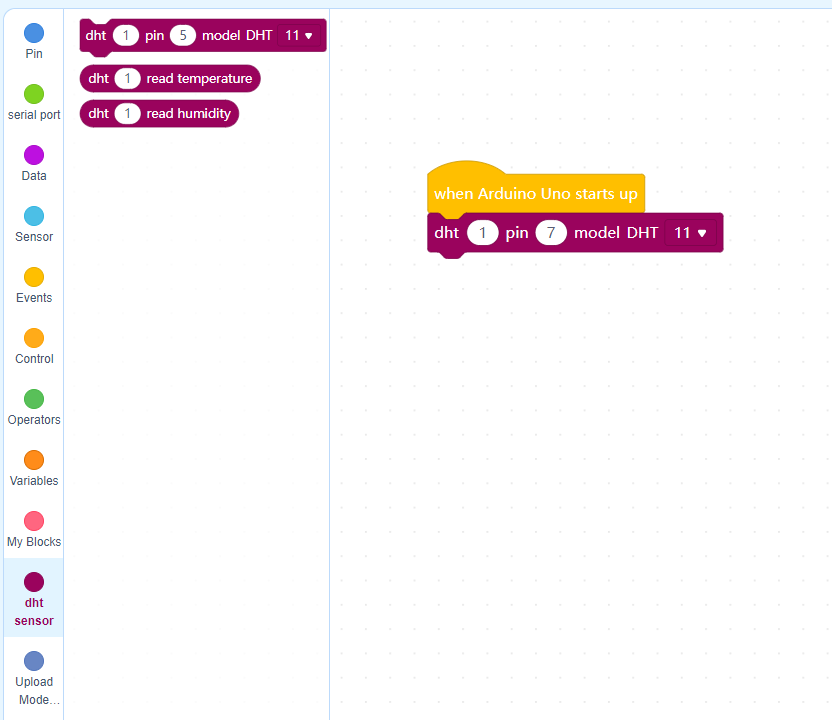 Pin
serial port
Data
Sensor
Events
Control
Operators
Variables
My Blocks
dht
sensor
Upload
Mode...
dht 1 pin 5 model DHT 11
dht 1 read temperature
dht 1 read humidity
when Arduino Uno starts up
dht 1 pin 7 model DHT 11